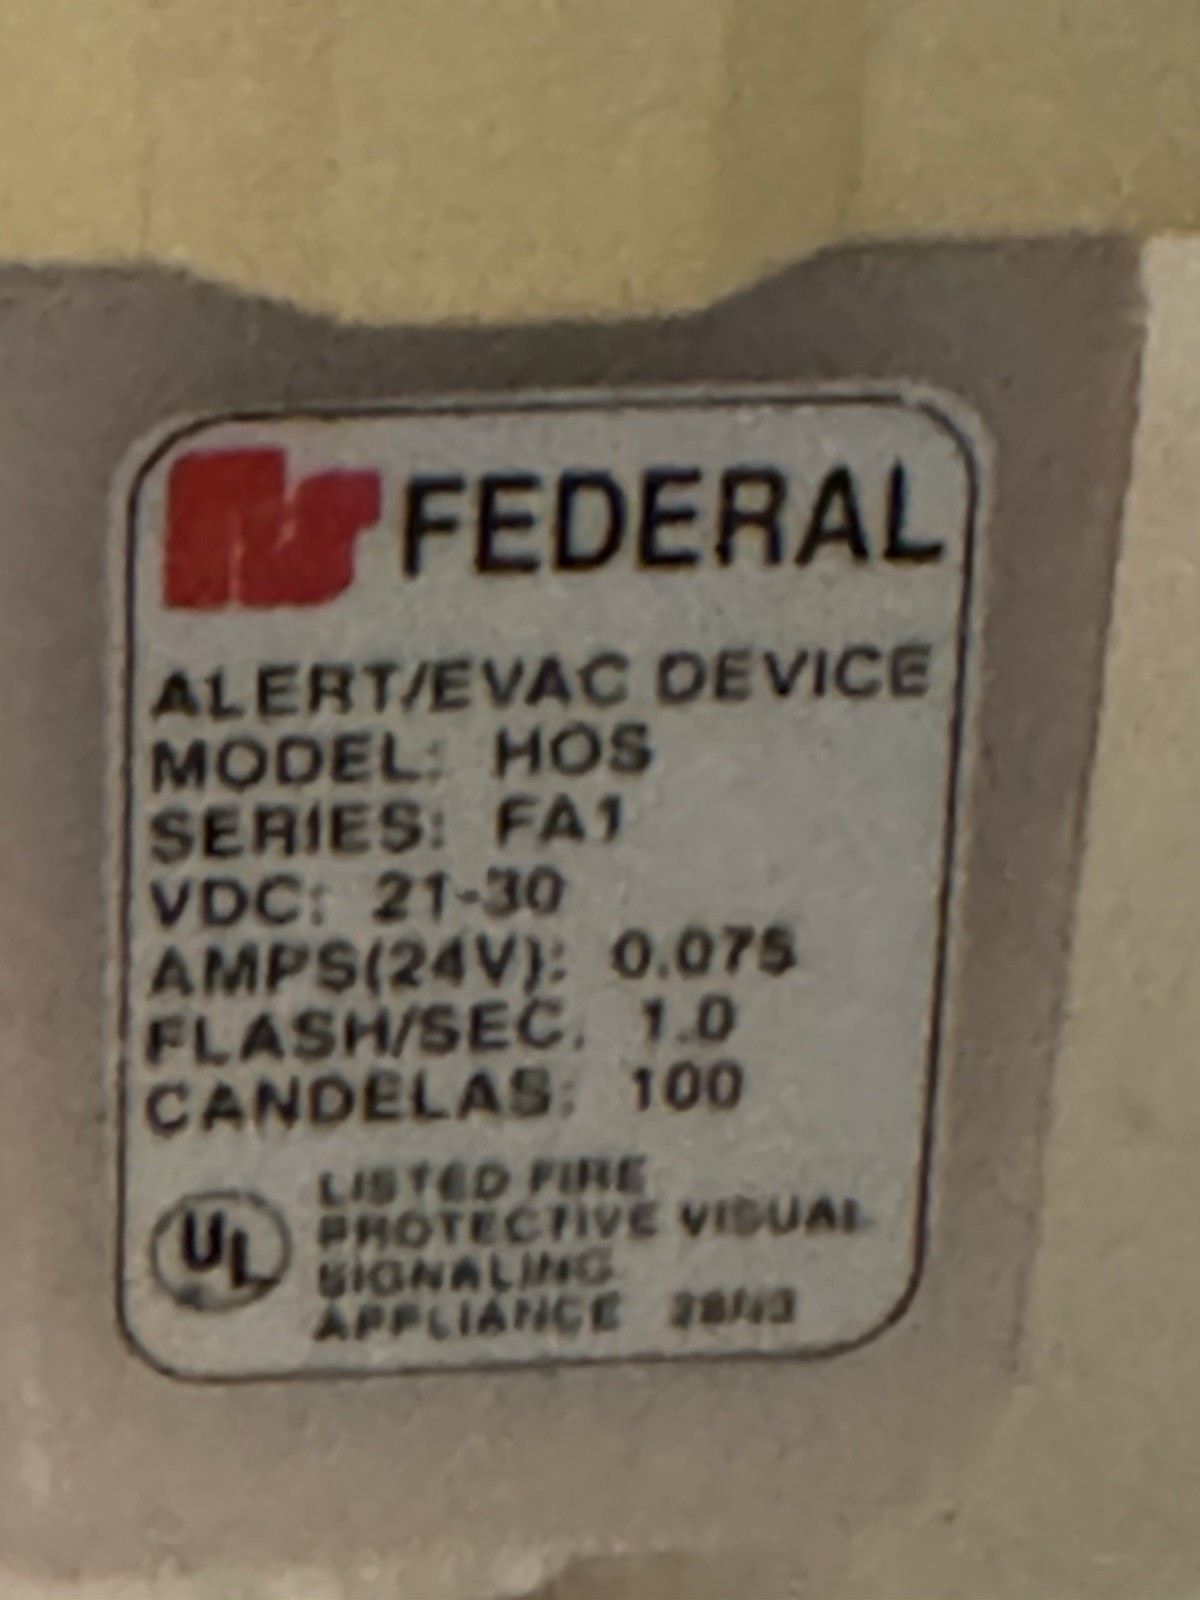 FEDERAL
ALERT/EVAC DEVICE
MODEL: HOS
SERIES: FA1
VDC: 21-30
AMPS(24V): 0.075
FLASH/SEC. 1.0
CANDELAS: 100
UL
LISTED FIRE
PROTECTIVE VISUAL
SIGNALING
APPLIANCE